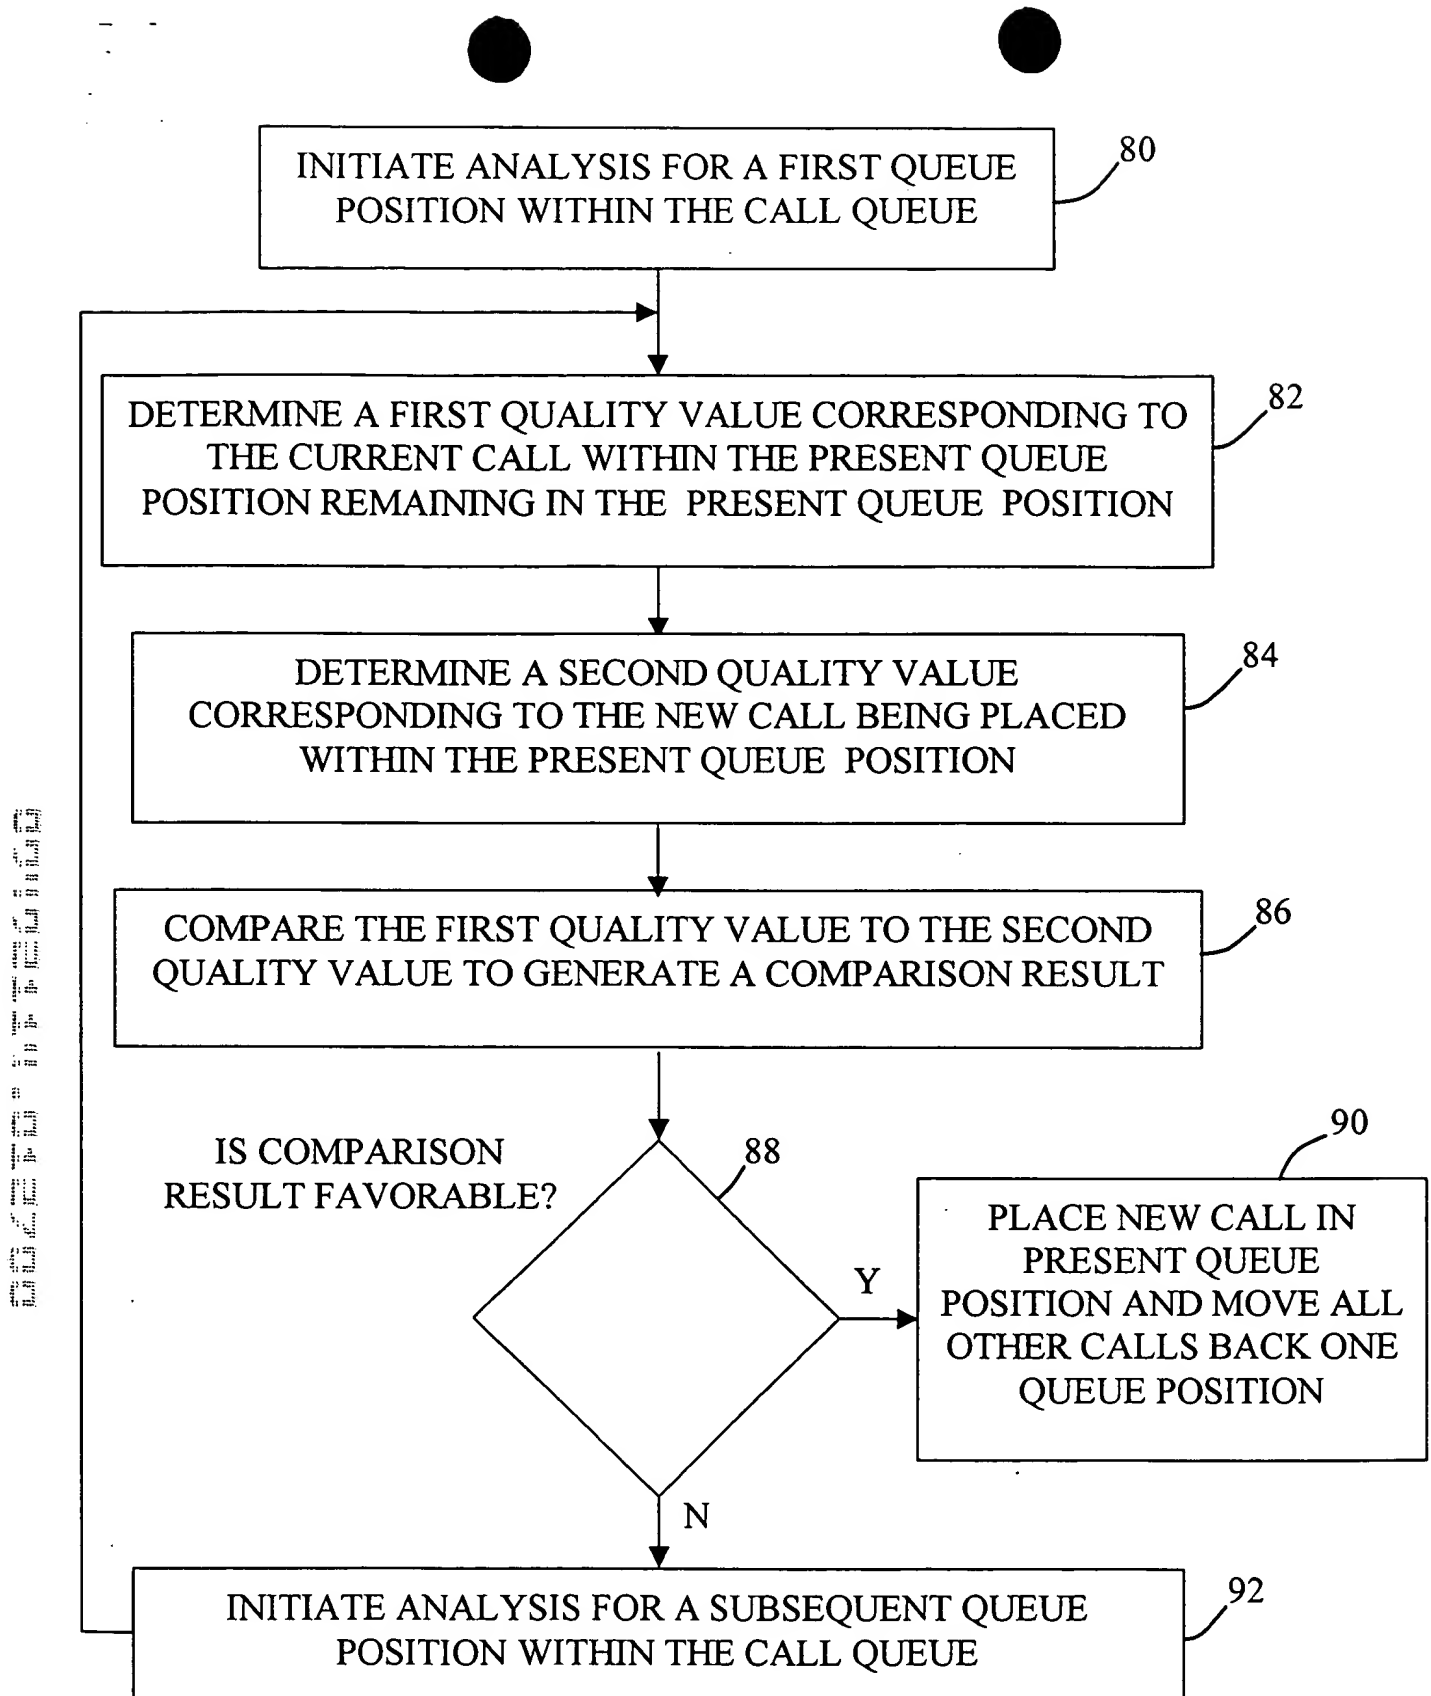 INITIATE ANALYSIS FOR A FIRST QUEUE
POSITION WITHIN THE CALL QUEUE
80
DETERMINE A FIRST QUALITY VALUE CORRESPONDING TO
THE CURRENT CALL WITHIN THE PRESENT QUEUE
POSITION REMAINING IN THE PRESENT QUEUE POSITION
82
DETERMINE A SECOND QUALITY VALUE
CORRESPONDING TO THE NEW CALL BEING PLACED
WITHIN THE PRESENT QUEUE POSITION
84
COMPARE THE FIRST QUALITY VALUE TO THE SECOND
QUALITY VALUE TO GENERATE A COMPARISON RESULT
86
IS COMPARISON
RESULT FAVORABLE?
88
Y
90
PLACE NEW CALL IN
PRESENT QUEUE
POSITION AND MOVE ALL
OTHER CALLS BACK ONE
QUEUE POSITION
N
INITIATE ANALYSIS FOR A SUBSEQUENT QUEUE
POSITION WITHIN THE CALL QUEUE
92